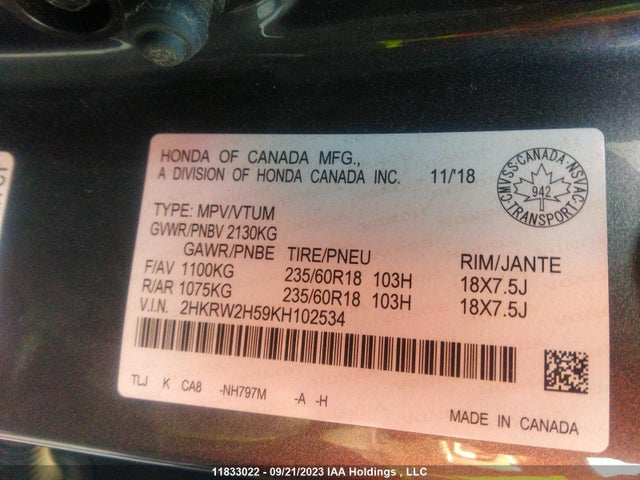 HONDA OF CANADA MFG.,
A DIVISION OF HONDA CANADA INC. 11/'18
CMVSS·CANADA·NSVAC
942
TRANSPORT
TYPE: MPV/VTUM
GVWR/PNBV 2130KG
GAWR/PNBE TIRE/PNEU RIM/JANTE
F/AV 1100KG 235/60R18 103H 18X7.5J
R/AR 1075KG 235/60R18 103H 18X7.5J
V.I.N. 2HKRW2H59KH102534
TLJ K CA8 -NH797M -A -H
MADE IN CANADA
11833022 - 09/21/2023 IAA Holdings , LLC